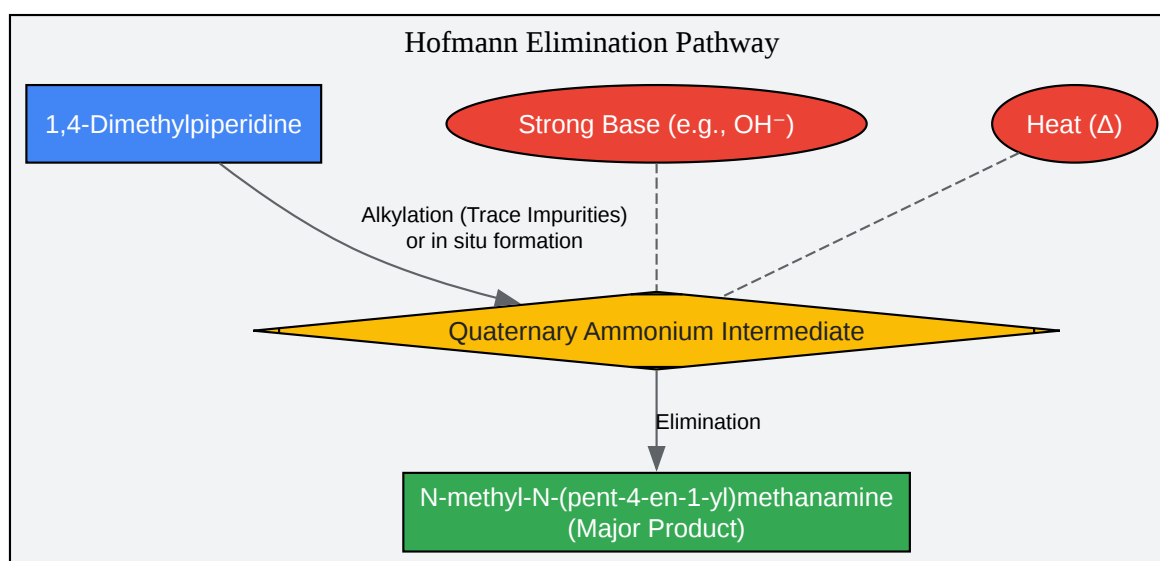 Hofmann Elimination Pathway
1,4-Dimethylpiperidine
Strong Base (e.g., OH⁻)
Heat (Δ)
Alkylation (Trace Impurities)
or in situ formation
Quaternary Ammonium Intermediate
Elimination
N-methyl-N-(pent-4-en-1-yl)methanamine
(Major Product)